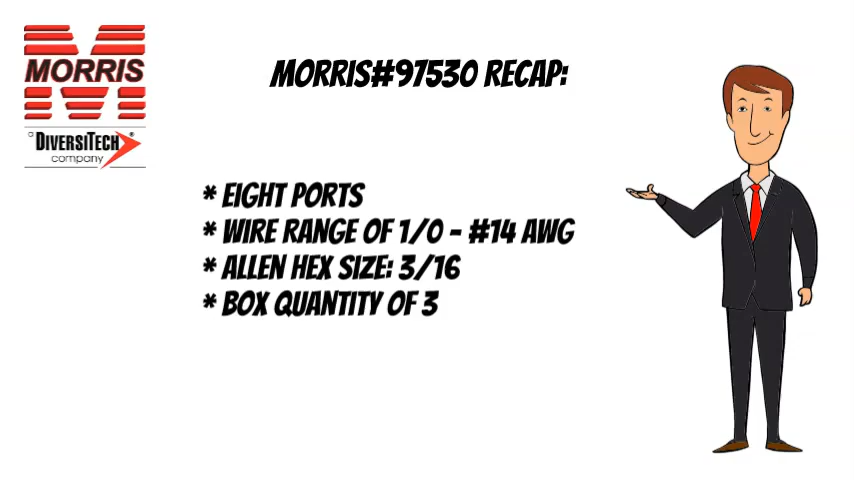 MORRIS
a DIVERSITECH®
company
MORRIS#97530 RECAP:
* EIGHT PORTS
* WIRE RANGE OF 1/0 - #14 AWG
* ALLEN HEX SIZE: 3/16
* BOX QUANTITY OF 3